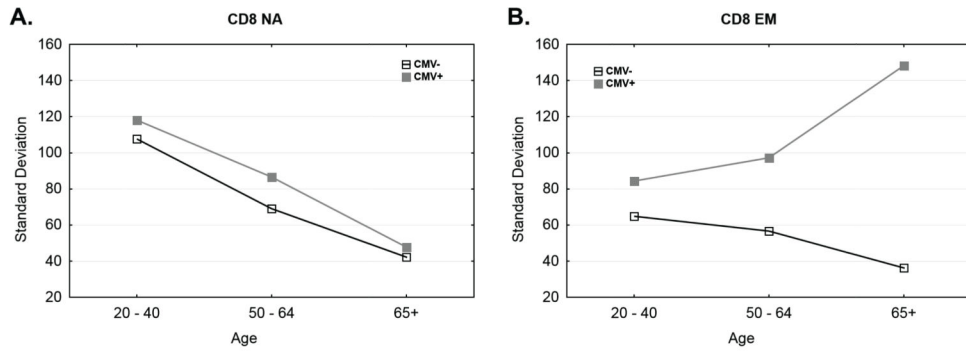 A.
CD8 NA
160
140
120
100
80
60
40
20
Standard Deviation
CMV-
CMV+
20 - 40
50 - 64
65+
Age
B.
CD8 EM
160
140
120
100
80
60
40
20
Standard Deviation
CMV-
CMV+
20 - 40
50 - 64
65+
Age